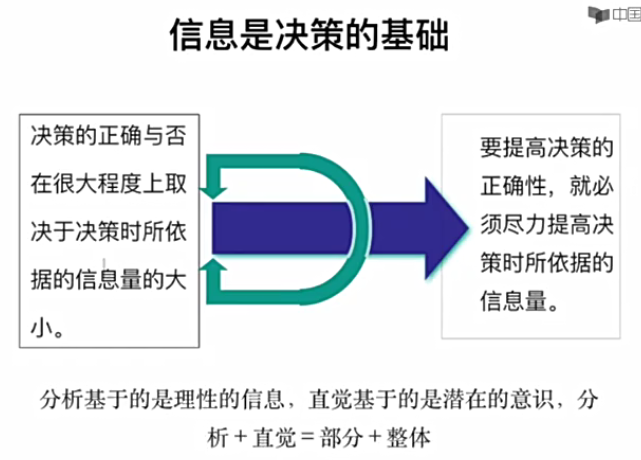 中国
信息是决策的基础
决策的正确与否
在很大程度上取
决于决策时所依
据的信息量的大
小。
要提高决策的
正确性，就必
须尽力提高决
策时所依据的
信息量。
分析基于的是理性的信息，直觉基于的是潜在的意识，分
析＋直觉＝部分＋整体